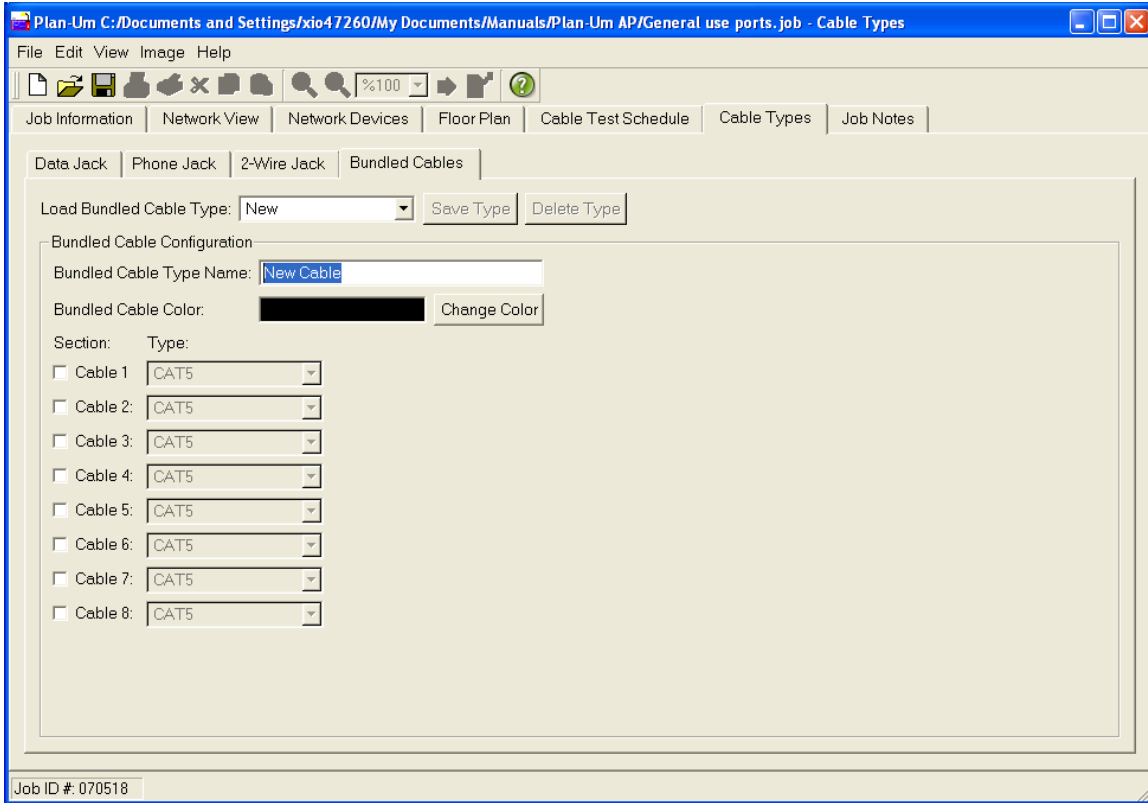 Plan-Um C:/Documents and Settings/xio47260/My Documents/Manuals/Plan-Um AP/General use ports.job - Cable Types
File Edit View Image Help
%100
Job Information Network View Network Devices Floor Plan Cable Test Schedule Cable Types Job Notes
Data Jack Phone Jack 2-Wire Jack Bundled Cables
Load Bundled Cable Type: New Save Type Delete Type
Bundled Cable Configuration
Bundled Cable Type Name: New Cable
Bundled Cable Color: Change Color
Section: Type:
Cable 1 CAT5
Cable 2: CAT5
Cable 3: CAT5
Cable 4: CAT5
Cable 5: CAT5
Cable 6: CAT5
Cable 7: CAT5
Cable 8: CAT5
Job ID #: 070518